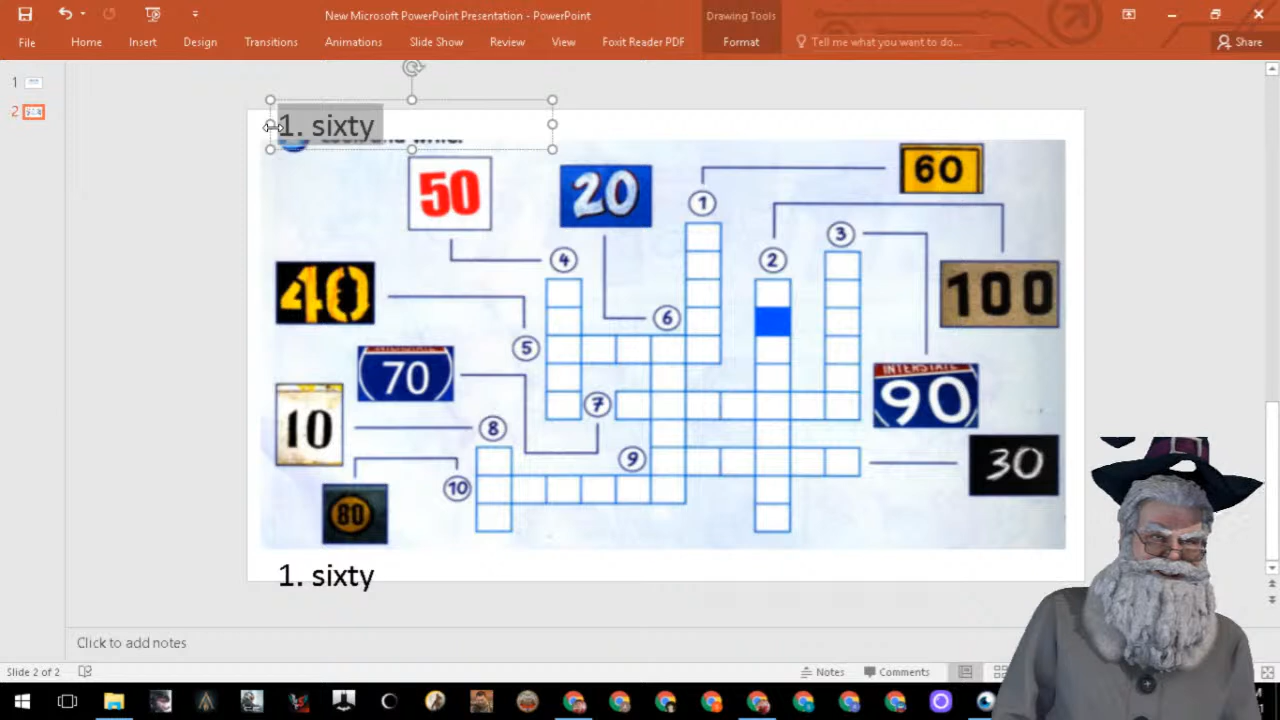 New Microsoft PowerPoint Presentation - PowerPoint
Drawing Tools
File Home Insert Design Slide Show Transitions Animations Review View Foxit Reader PDF Format
Tell me what you want to do...
Share
1
2
1. sixty
50
20
1
60
2
3
4
100
40
6
5
70
INTERSTATE
90
10
7
8
9
30
10
80
1. sixty
Click to add notes
Slide 2 of 2
Notes
Comments